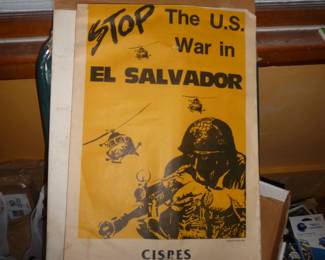 STOP The U.S.
War in
EL SALVADOR
CISPES